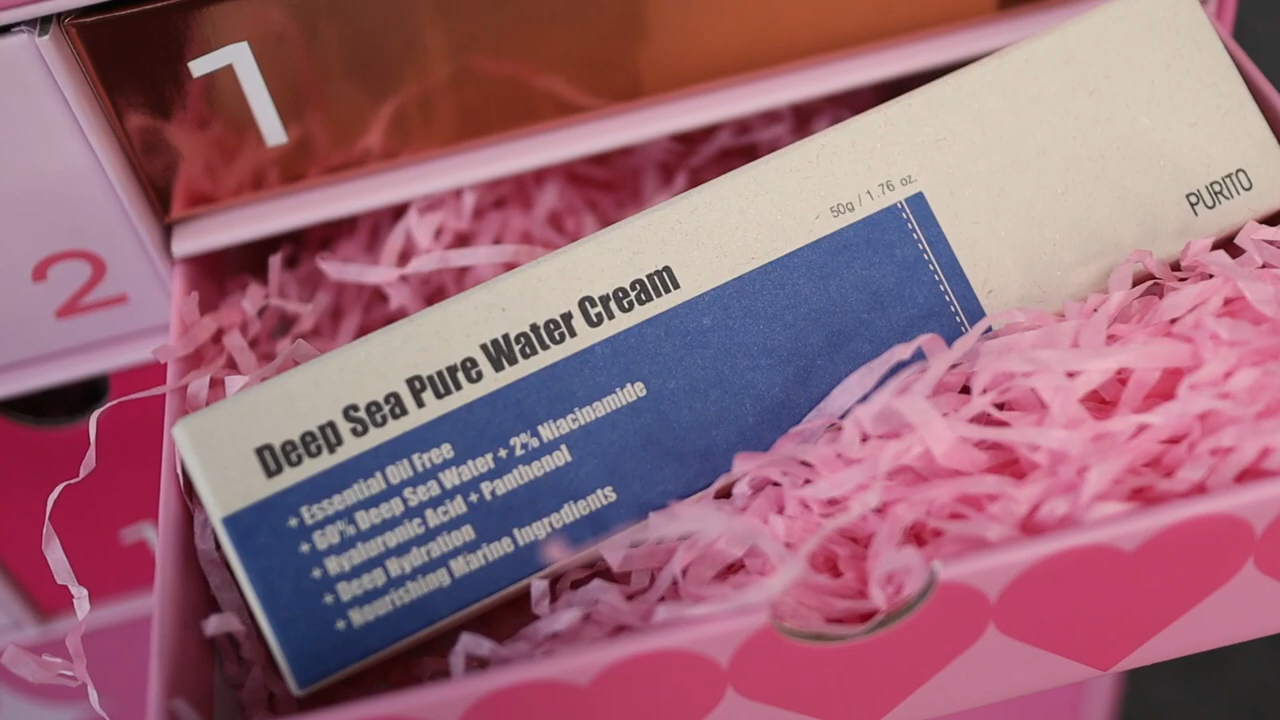 1
2
50g / 1.76 oz.
PURITO
Deep Sea Pure Water Cream
+ Essential Oil Free
+ 60% Deep Sea Water + 2% Niacinamide
+ Hyaluronic Acid + Panthenol
+ Deep Hydration
+ Nourishing Marine Ingredients